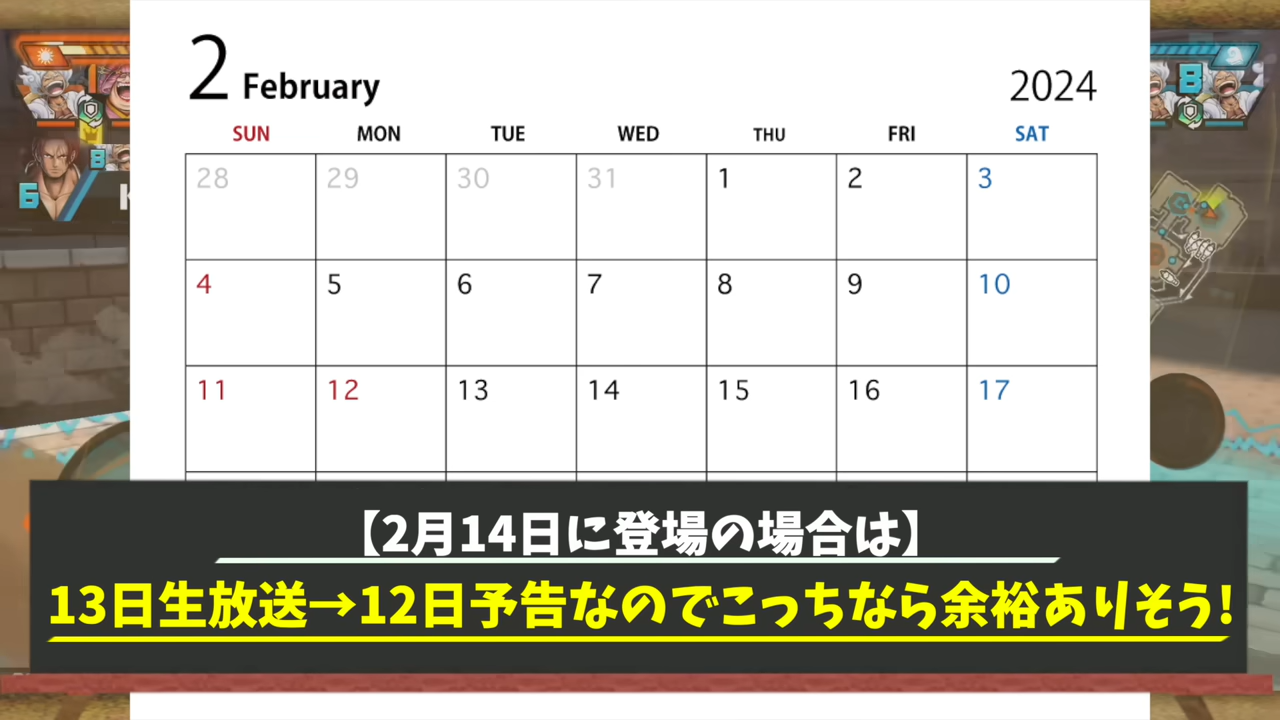 2 February 2024
SUN MON TUE WED THU FRI SAT
28 29 30 31 1 2 3
4 5 6 7 8 9 10
11 12 13 14 15 16 17
【2月14日に登場の場合は】
13日生放送→12日予告なのでこっちなら余裕ありそう!
8
6
8